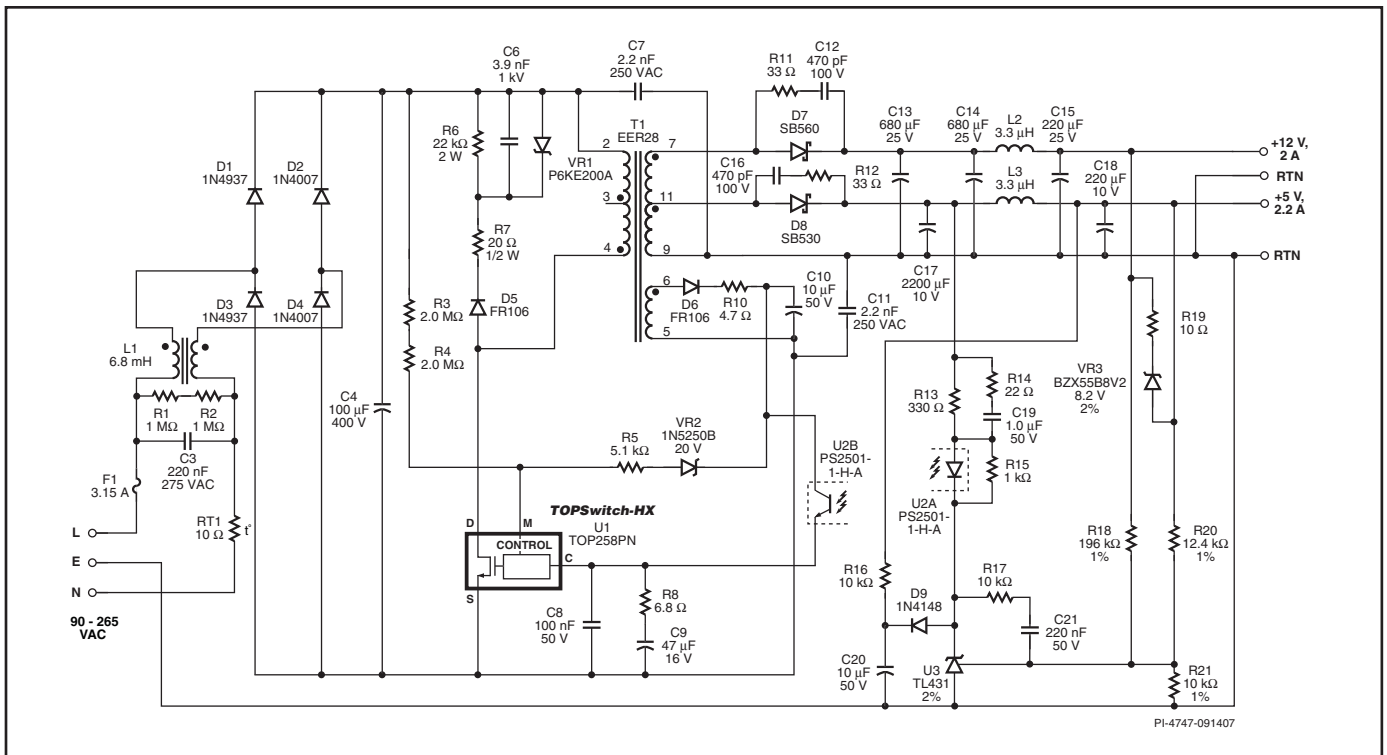 C6
3.9 nF
1 kV
C7
2.2 nF
250 VAC
R11
33 Ω
C12
470 pF
100 V
D7
SB560
C13
680 µF
25 V
C14
680 µF
25 V
L2
3.3 µH
C15
220 µF
25 V
+12 V,
2 A
RTN
+5 V,
2.2 A
RTN
R6
22 kΩ
2 W
VR1
P6KE200A
T1
EER28
2
3
4
7
11
9
6
5
C16
470 pF
100 V
R12
33 Ω
D8
SB530
L3
3.3 µH
C18
220 µF
10 V
D1
1N4937
D2
1N4007
D3
1N4937
D4
1N4007
R7
20 Ω
1/2 W
D5
FR106
R3
2.0 MΩ
R4
2.0 MΩ
D6
FR106
R10
4.7 Ω
C10
10 µF
50 V
C11
2.2 nF
250 VAC
C17
2200 µF
10 V
R19
10 Ω
VR3
BZX55B8V2
8.2 V
2%
L1
6.8 mH
R1
1 MΩ
R2
1 MΩ
C3
220 nF
275 VAC
F1
3.15 A
RT1
10 Ω
t°
L
E
N
90 - 265
VAC
C4
100 µF
400 V
R5
5.1 kΩ
VR2
1N5250B
20 V
U2B
PS2501-
1-H-A
R13
330 Ω
R14
22 Ω
C19
1.0 µF
50 V
R15
1 kΩ
U2A
PS2501-
1-H-A
TOPSwitch-HX
U1
TOP258PN
D
M
CONTROL
C
S
C8
100 nF
50 V
R8
6.8 Ω
C9
47 µF
16 V
R16
10 kΩ
D9
1N4148
R17
10 kΩ
C21
220 nF
50 V
C20
10 µF
50 V
U3
TL431
2%
R18
196 kΩ
1%
R20
12.4 kΩ
1%
R21
10 kΩ
1%
PI-4747-091407